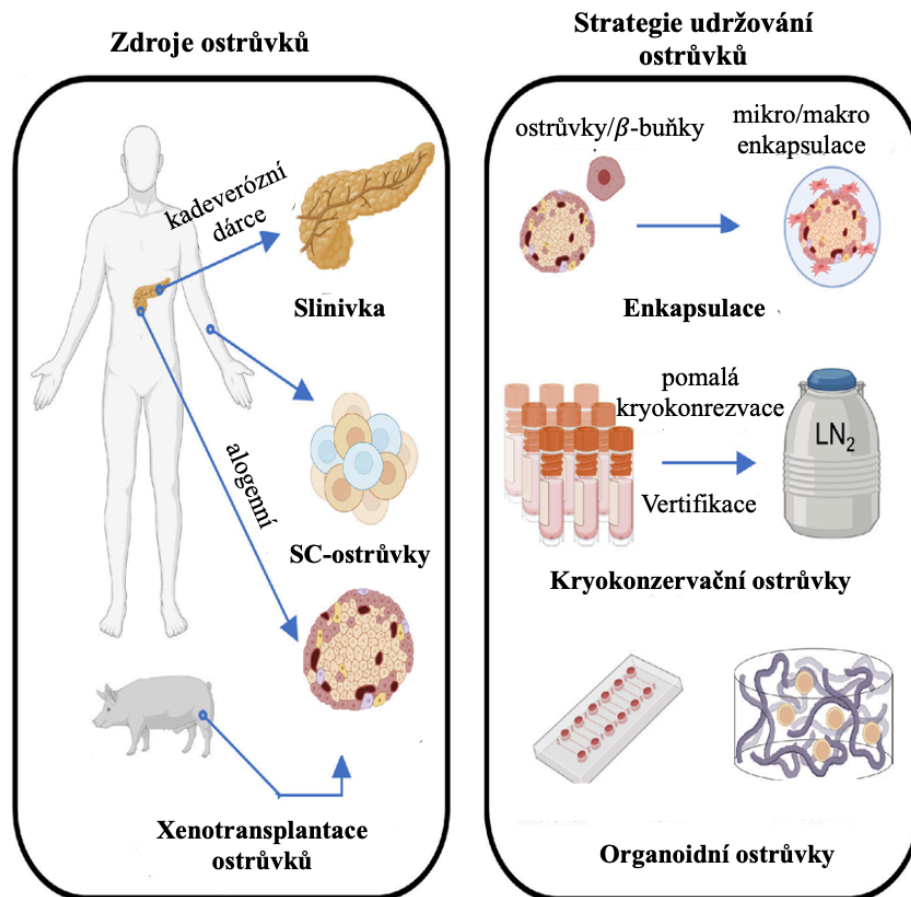 Zdroje ostrůvků
kadeverózní
dárce
Slinivka
alogenní
SC-ostrůvky
Xenotransplantace
ostrůvků
Strategie udržování
ostrůvků
ostrůvky/β-buňky
mikro/makro
enkapsulace
Enkapsulace
pomalá
kryokonrezvace
LN₂
Vertifikace
Kryokonzervační ostrůvky
Organoidní ostrůvky